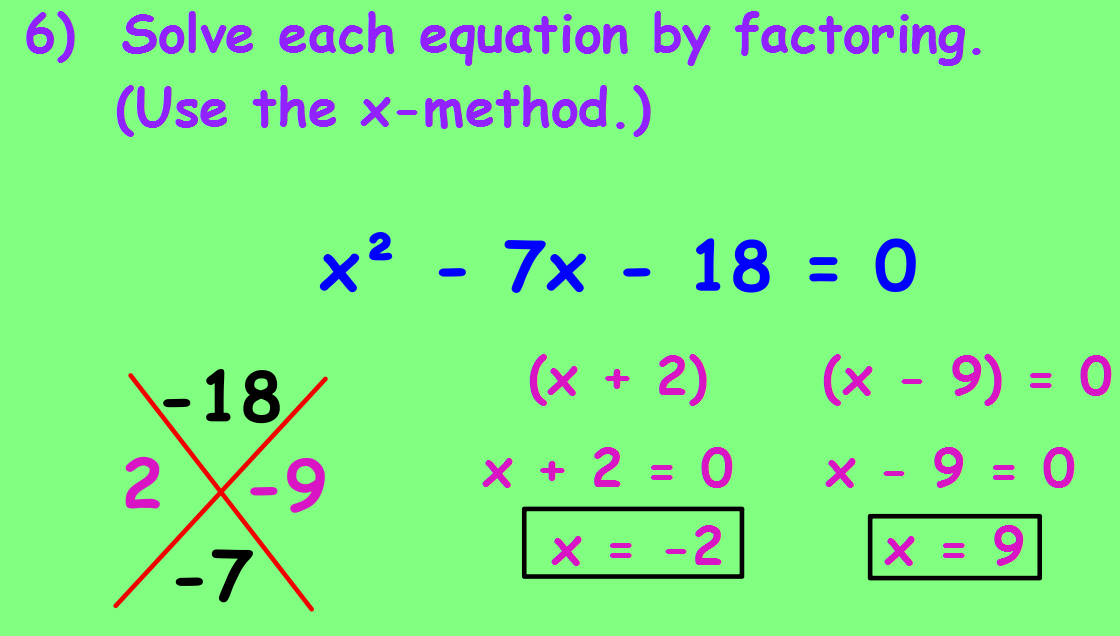 6) Solve each equation by factoring.
(Use the x-method.)
x² - 7x - 18 = 0
-18
2 -9
-7
(x + 2) (x - 9) = 0
x + 2 = 0 x - 9 = 0
x = -2 x = 9